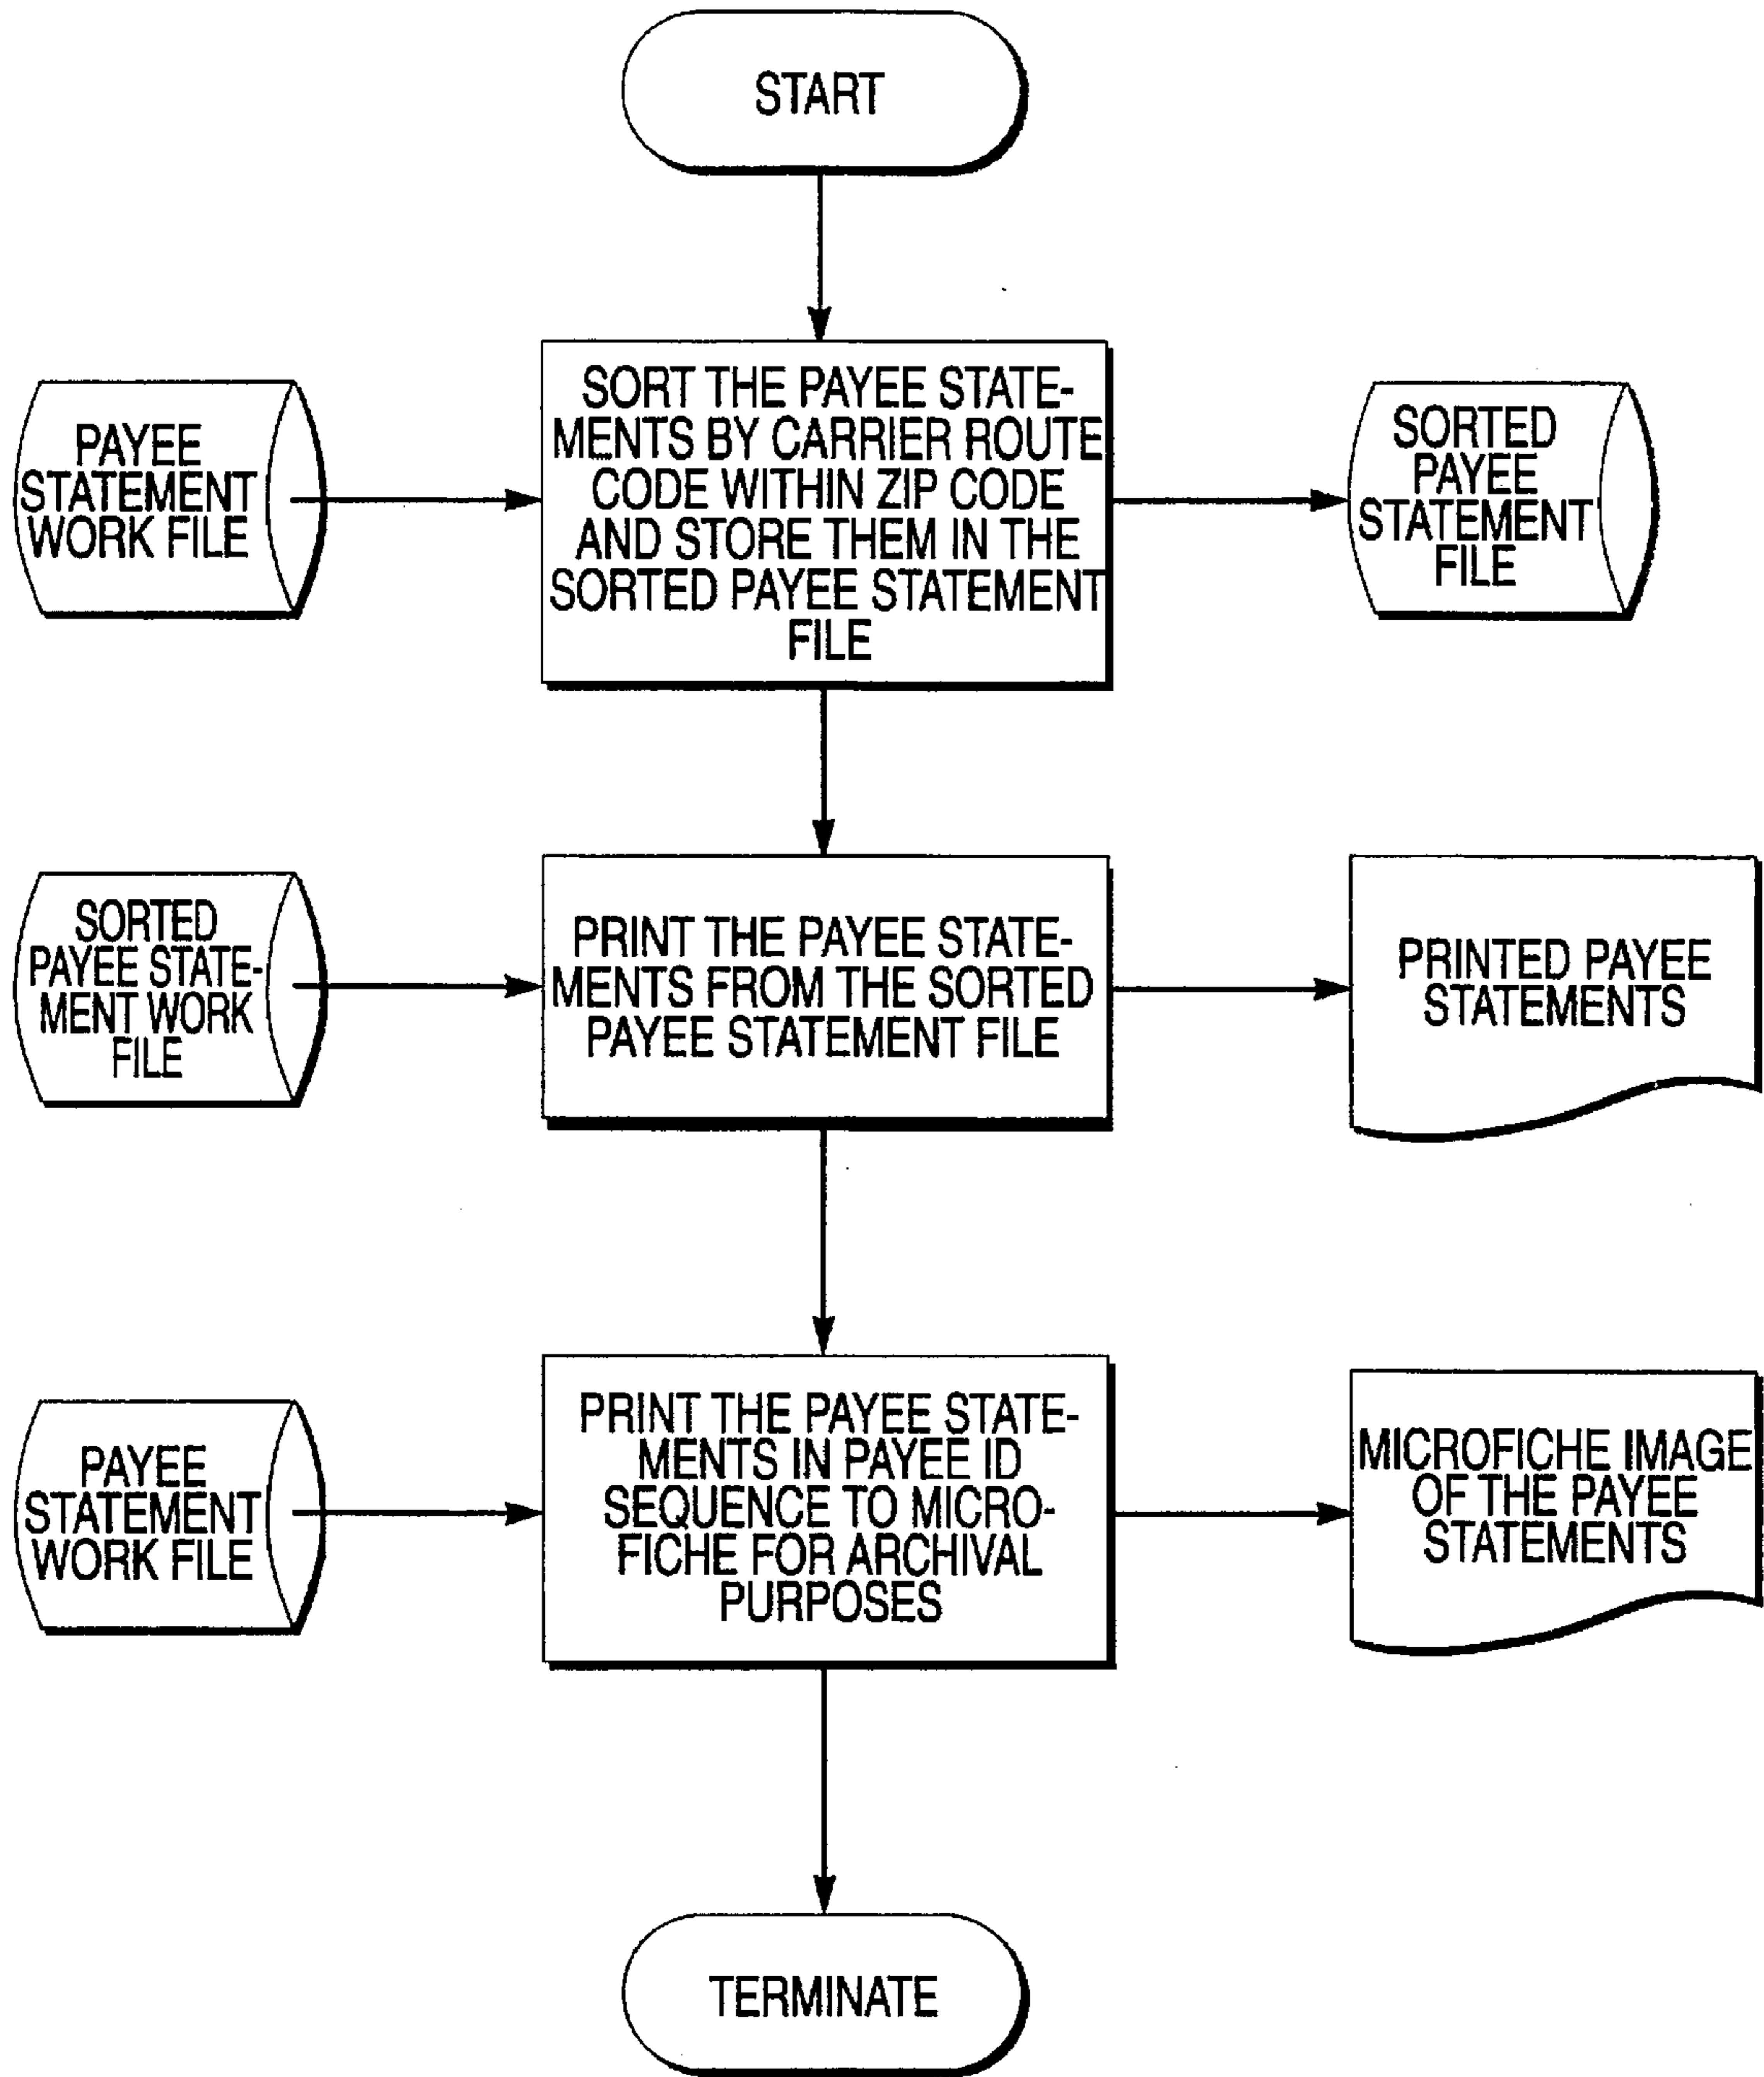 START
PAYEE
STATEMENT
WORK FILE
SORT THE PAYEE STATE-
MENTS BY CARRIER ROUTE
CODE WITHIN ZIP CODE
AND STORE THEM IN THE
SORTED PAYEE STATEMENT
FILE
SORTED
PAYEE
STATEMENT
FILE
SORTED
PAYEE STATE-
MENT WORK
FILE
PRINT THE PAYEE STATE-
MENTS FROM THE SORTED
PAYEE STATEMENT FILE
PRINTED PAYEE
STATEMENTS
PAYEE
STATEMENT
WORK FILE
PRINT THE PAYEE STATE-
MENTS IN PAYEE ID
SEQUENCE TO MICRO-
FICHE FOR ARCHIVAL
PURPOSES
MICROFICHE IMAGE
OF THE PAYEE
STATEMENTS
TERMINATE